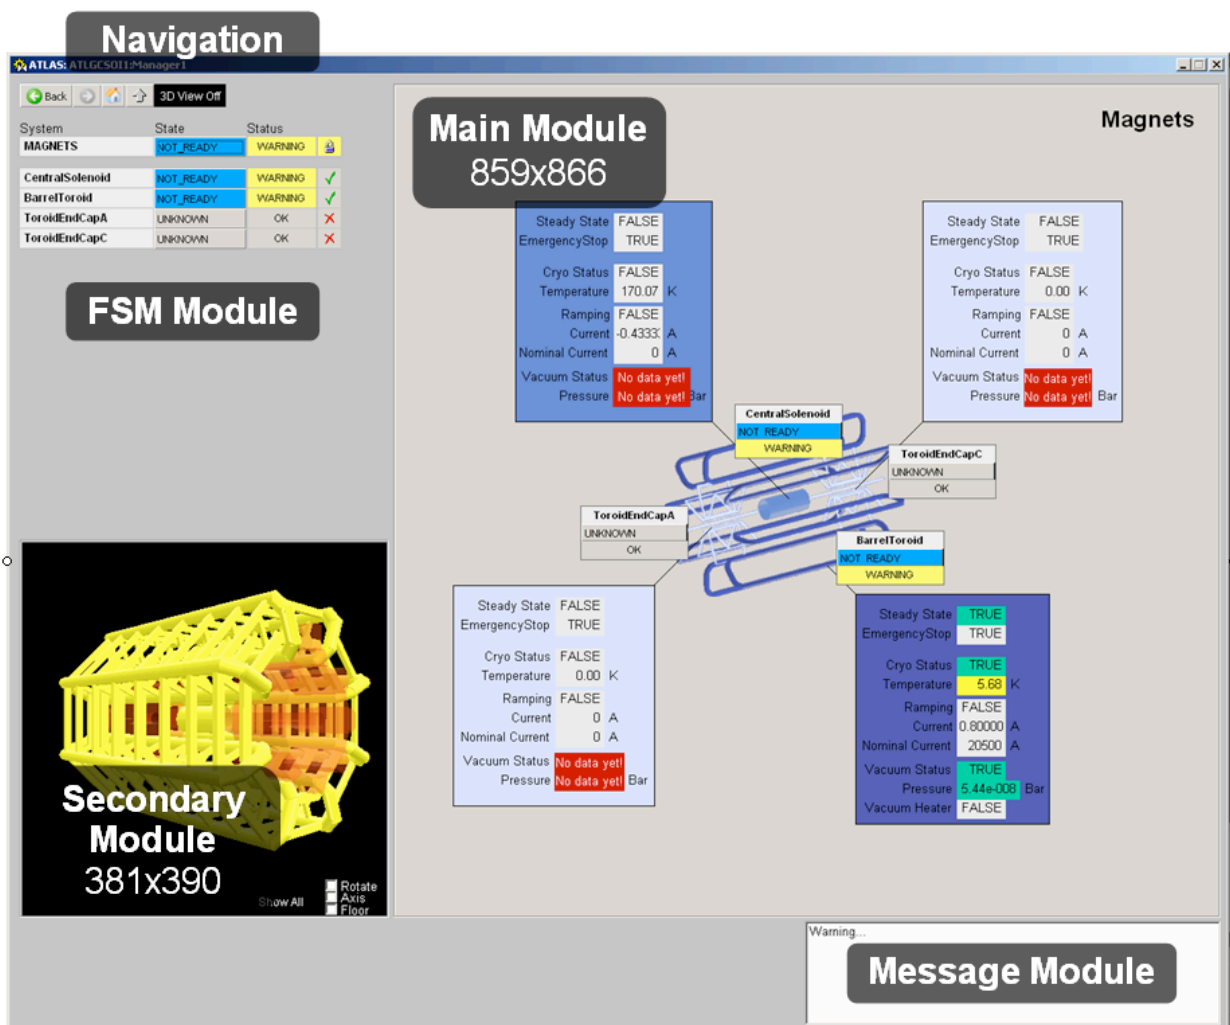 Navigation
ATLAS: ATLGCSOI1:Manager1
Back
3D View Off
System State Status
MAGNETS NOT_READY WARNING
CentralSolenoid NOT_READY WARNING
BarrelToroid NOT_READY WARNING
ToroidEndCapA UNKNOWN OK
ToroidEndCapC UNKNOWN OK
FSM Module
Main Module
859x866
Magnets
Steady State FALSE
EmergencyStop TRUE
Cryo Status FALSE
Temperature 170.07 K
Ramping FALSE
Current -0.4333 A
Nominal Current 0 A
Vacuum Status No data yet!
Pressure No data yet! Bar
Steady State FALSE
EmergencyStop TRUE
Cryo Status FALSE
Temperature 0.00 K
Ramping FALSE
Current 0 A
Nominal Current 0 A
Vacuum Status No data yet!
Pressure No data yet! Bar
CentralSolenoid
NOT READY
WARNING
ToroidEndCapC
UNKNOWN
OK
ToroidEndCapA
UNKNOWN
OK
BarrelToroid
NOT READY
WARNING
Steady State FALSE
EmergencyStop TRUE
Cryo Status FALSE
Temperature 0.00 K
Ramping FALSE
Current 0 A
Nominal Current 0 A
Vacuum Status No data yet!
Pressure No data yet! Bar
Steady State TRUE
EmergencyStop TRUE
Cryo Status TRUE
Temperature 5.68 K
Ramping FALSE
Current 0.80000 A
Nominal Current 20500 A
Vacuum Status TRUE
Pressure 5.44e-008 Bar
Vacuum Heater FALSE
Secondary
Module
381x390
Show All
Rotate
Axis
Floor
Warning...
Message Module